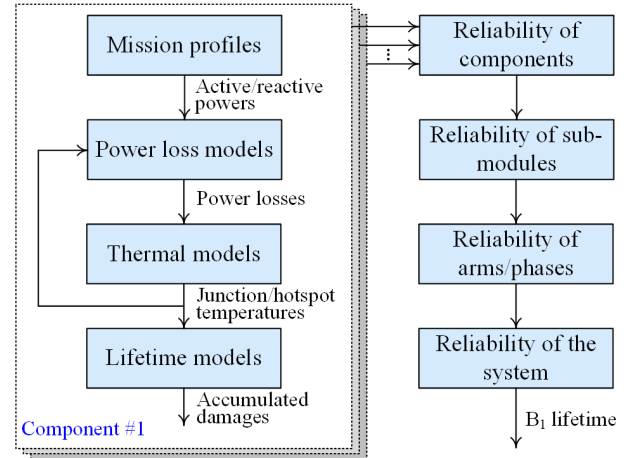 Mission profiles
Active/reactive
powers
Power loss models
Power losses
Thermal models
Junction/hotspot
temperatures
Lifetime models
Accumulated
damages
Component #1
Reliability of
components
Reliability of sub-
modules
Reliability of
arms/phases
Reliability of the
system
B₁ lifetime